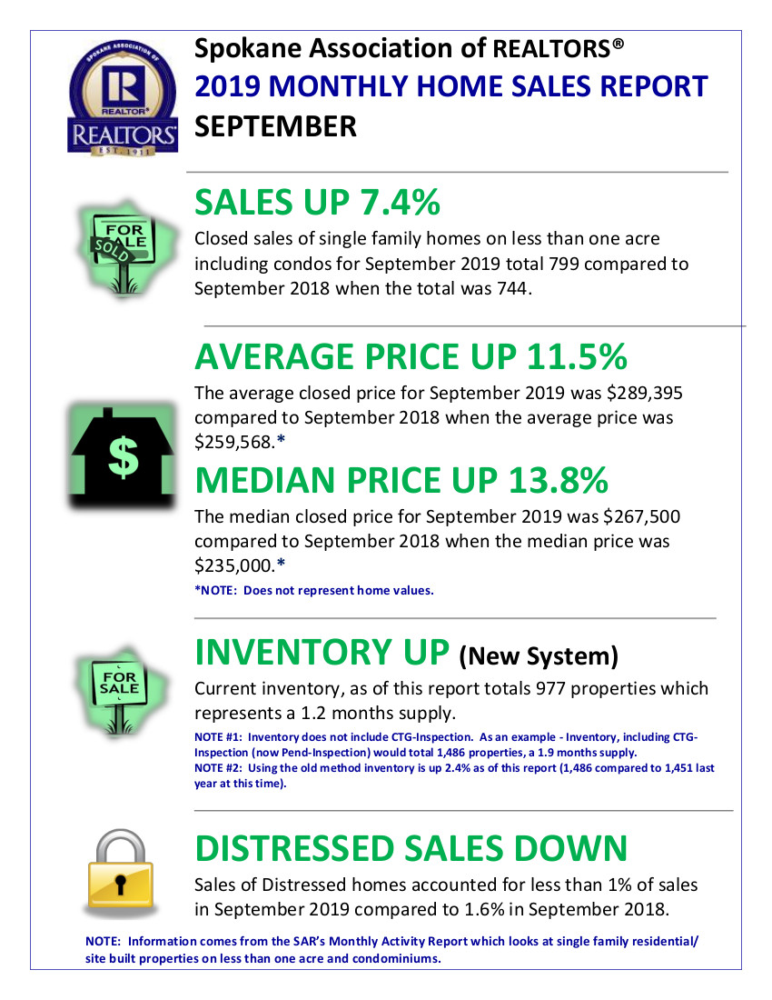 SPOKANE ASSOCIATION OF
R
REALTOR®
REALTORS®
EST. 1911
Spokane Association of REALTORS®
2019 MONTHLY HOME SALES REPORT
SEPTEMBER
FOR
SALE
SOLD
SALES UP 7.4%
Closed sales of single family homes on less than one acre
including condos for September 2019 total 799 compared to
September 2018 when the total was 744.
AVERAGE PRICE UP 11.5%
The average closed price for September 2019 was $289,395
compared to September 2018 when the average price was
$259,568.*
$
MEDIAN PRICE UP 13.8%
The median closed price for September 2019 was $267,500
compared to September 2018 when the median price was
$235,000.*
*NOTE: Does not represent home values.
FOR
SALE
INVENTORY UP (New System)
Current inventory, as of this report totals 977 properties which
represents a 1.2 months supply.
NOTE #1: Inventory does not include CTG-Inspection. As an example - Inventory, including CTG-
Inspection (now Pend-Inspection) would total 1,486 properties, a 1.9 months supply.
NOTE #2: Using the old method inventory is up 2.4% as of this report (1,486 compared to 1,451 last
year at this time).
DISTRESSED SALES DOWN
Sales of Distressed homes accounted for less than 1% of sales
in September 2019 compared to 1.6% in September 2018.
NOTE: Information comes from the SAR's Monthly Activity Report which looks at single family residential/
site built properties on less than one acre and condominiums.